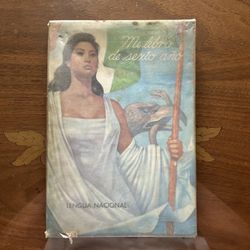 Mi libro
de sexto año
LENGUA NACIONAL